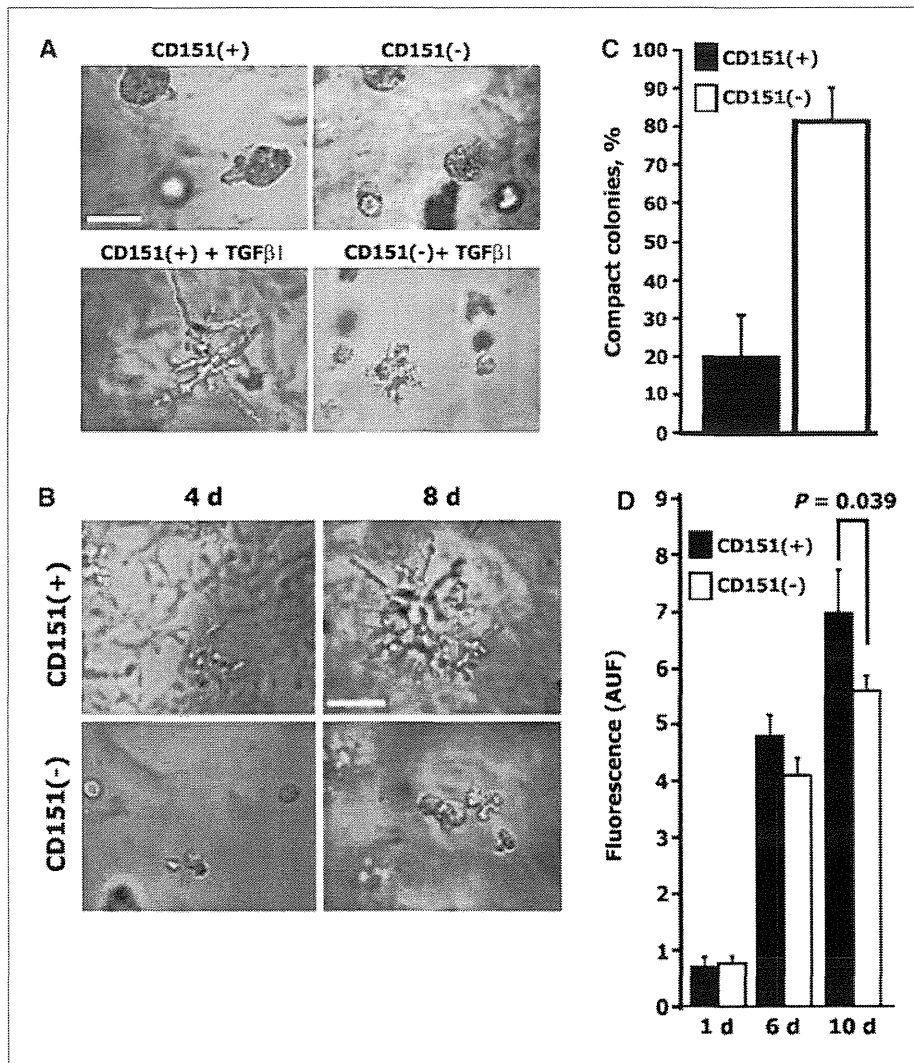 A
CD151(+)
CD151(-)
CD151(+) + TGFβ1
CD151(-)+ TGFβ1
B
4 d
8 d
CD151(+)
CD151(-)
C
Compact colonies, %
100
90
80
70
60
50
40
30
20
10
0
CD151(+)
CD151(-)
D
Fluorescence (AUF)
9
8
7
6
5
4
3
2
1
0
P = 0.039
CD151(+)
CD151(-)
1 d
6 d
10 d